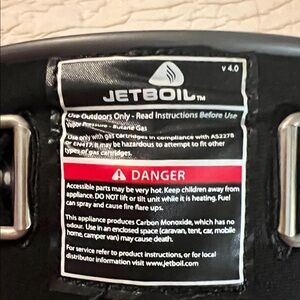 v 4.0
JETBOIL™
Use Outdoors Only - Read Instructions Before Use
Vapor Pressure - Butane Gas
Use only with gas cartridges in compliance with AS2278
or EN417. It may be hazardous to attempt to fit other
types of gas cartridges.
DANGER
Accessible parts may be very hot. Keep children away from
appliance. DO NOT lift or tilt unit while it is heating. Fuel
can spray and cause fire flare ups.
This appliance produces Carbon Monoxide, which has no
odour. Use in an enclosed space (caravan, tent, car, mobile
home, camper van) may cause death.
For service refer to product instructions, or for local
distributor information visit www.jetboil.com.